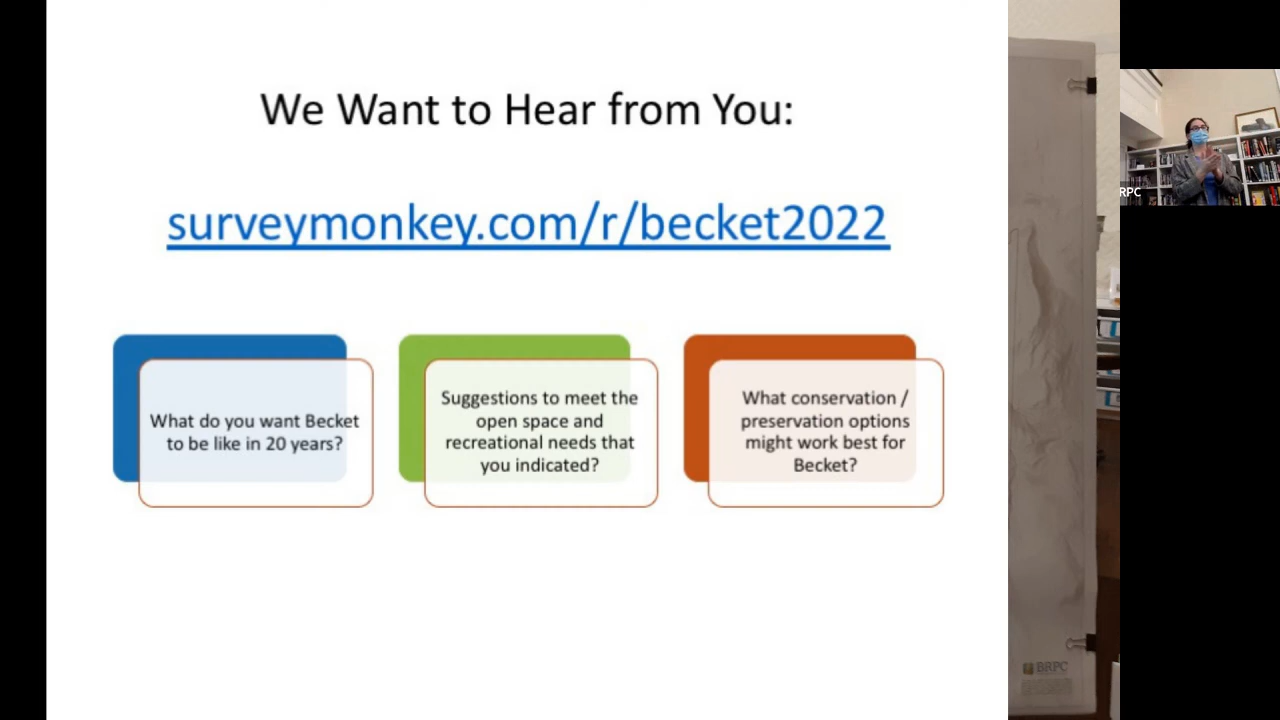 We Want to Hear from You:
surveymonkey.com/r/becket2022
What do you want Becket
to be like in 20 years?
Suggestions to meet the
open space and
recreational needs that
you indicated?
What conservation /
preservation options
might work best for
Becket?
RPC
BRPC